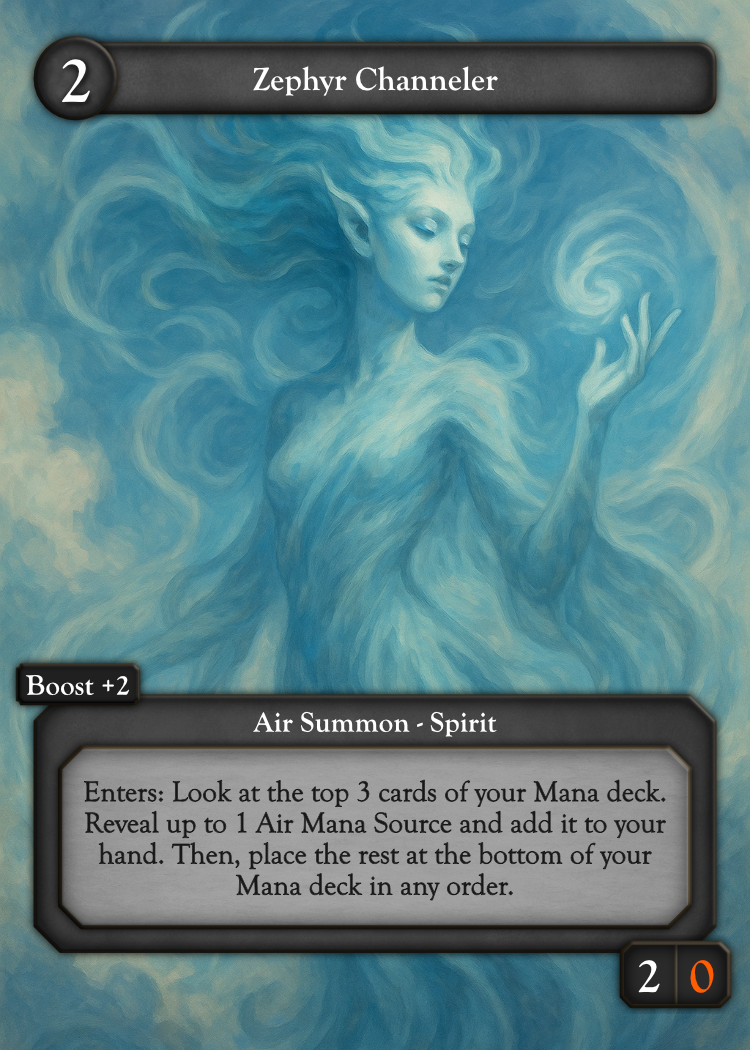 2
Zephyr Channeler
Boost +2
Air Summon - Spirit
Enters: Look at the top 3 cards of your Mana deck.
Reveal up to 1 Air Mana Source and add it to your
hand. Then, place the rest at the bottom of your
Mana deck in any order.
2 0